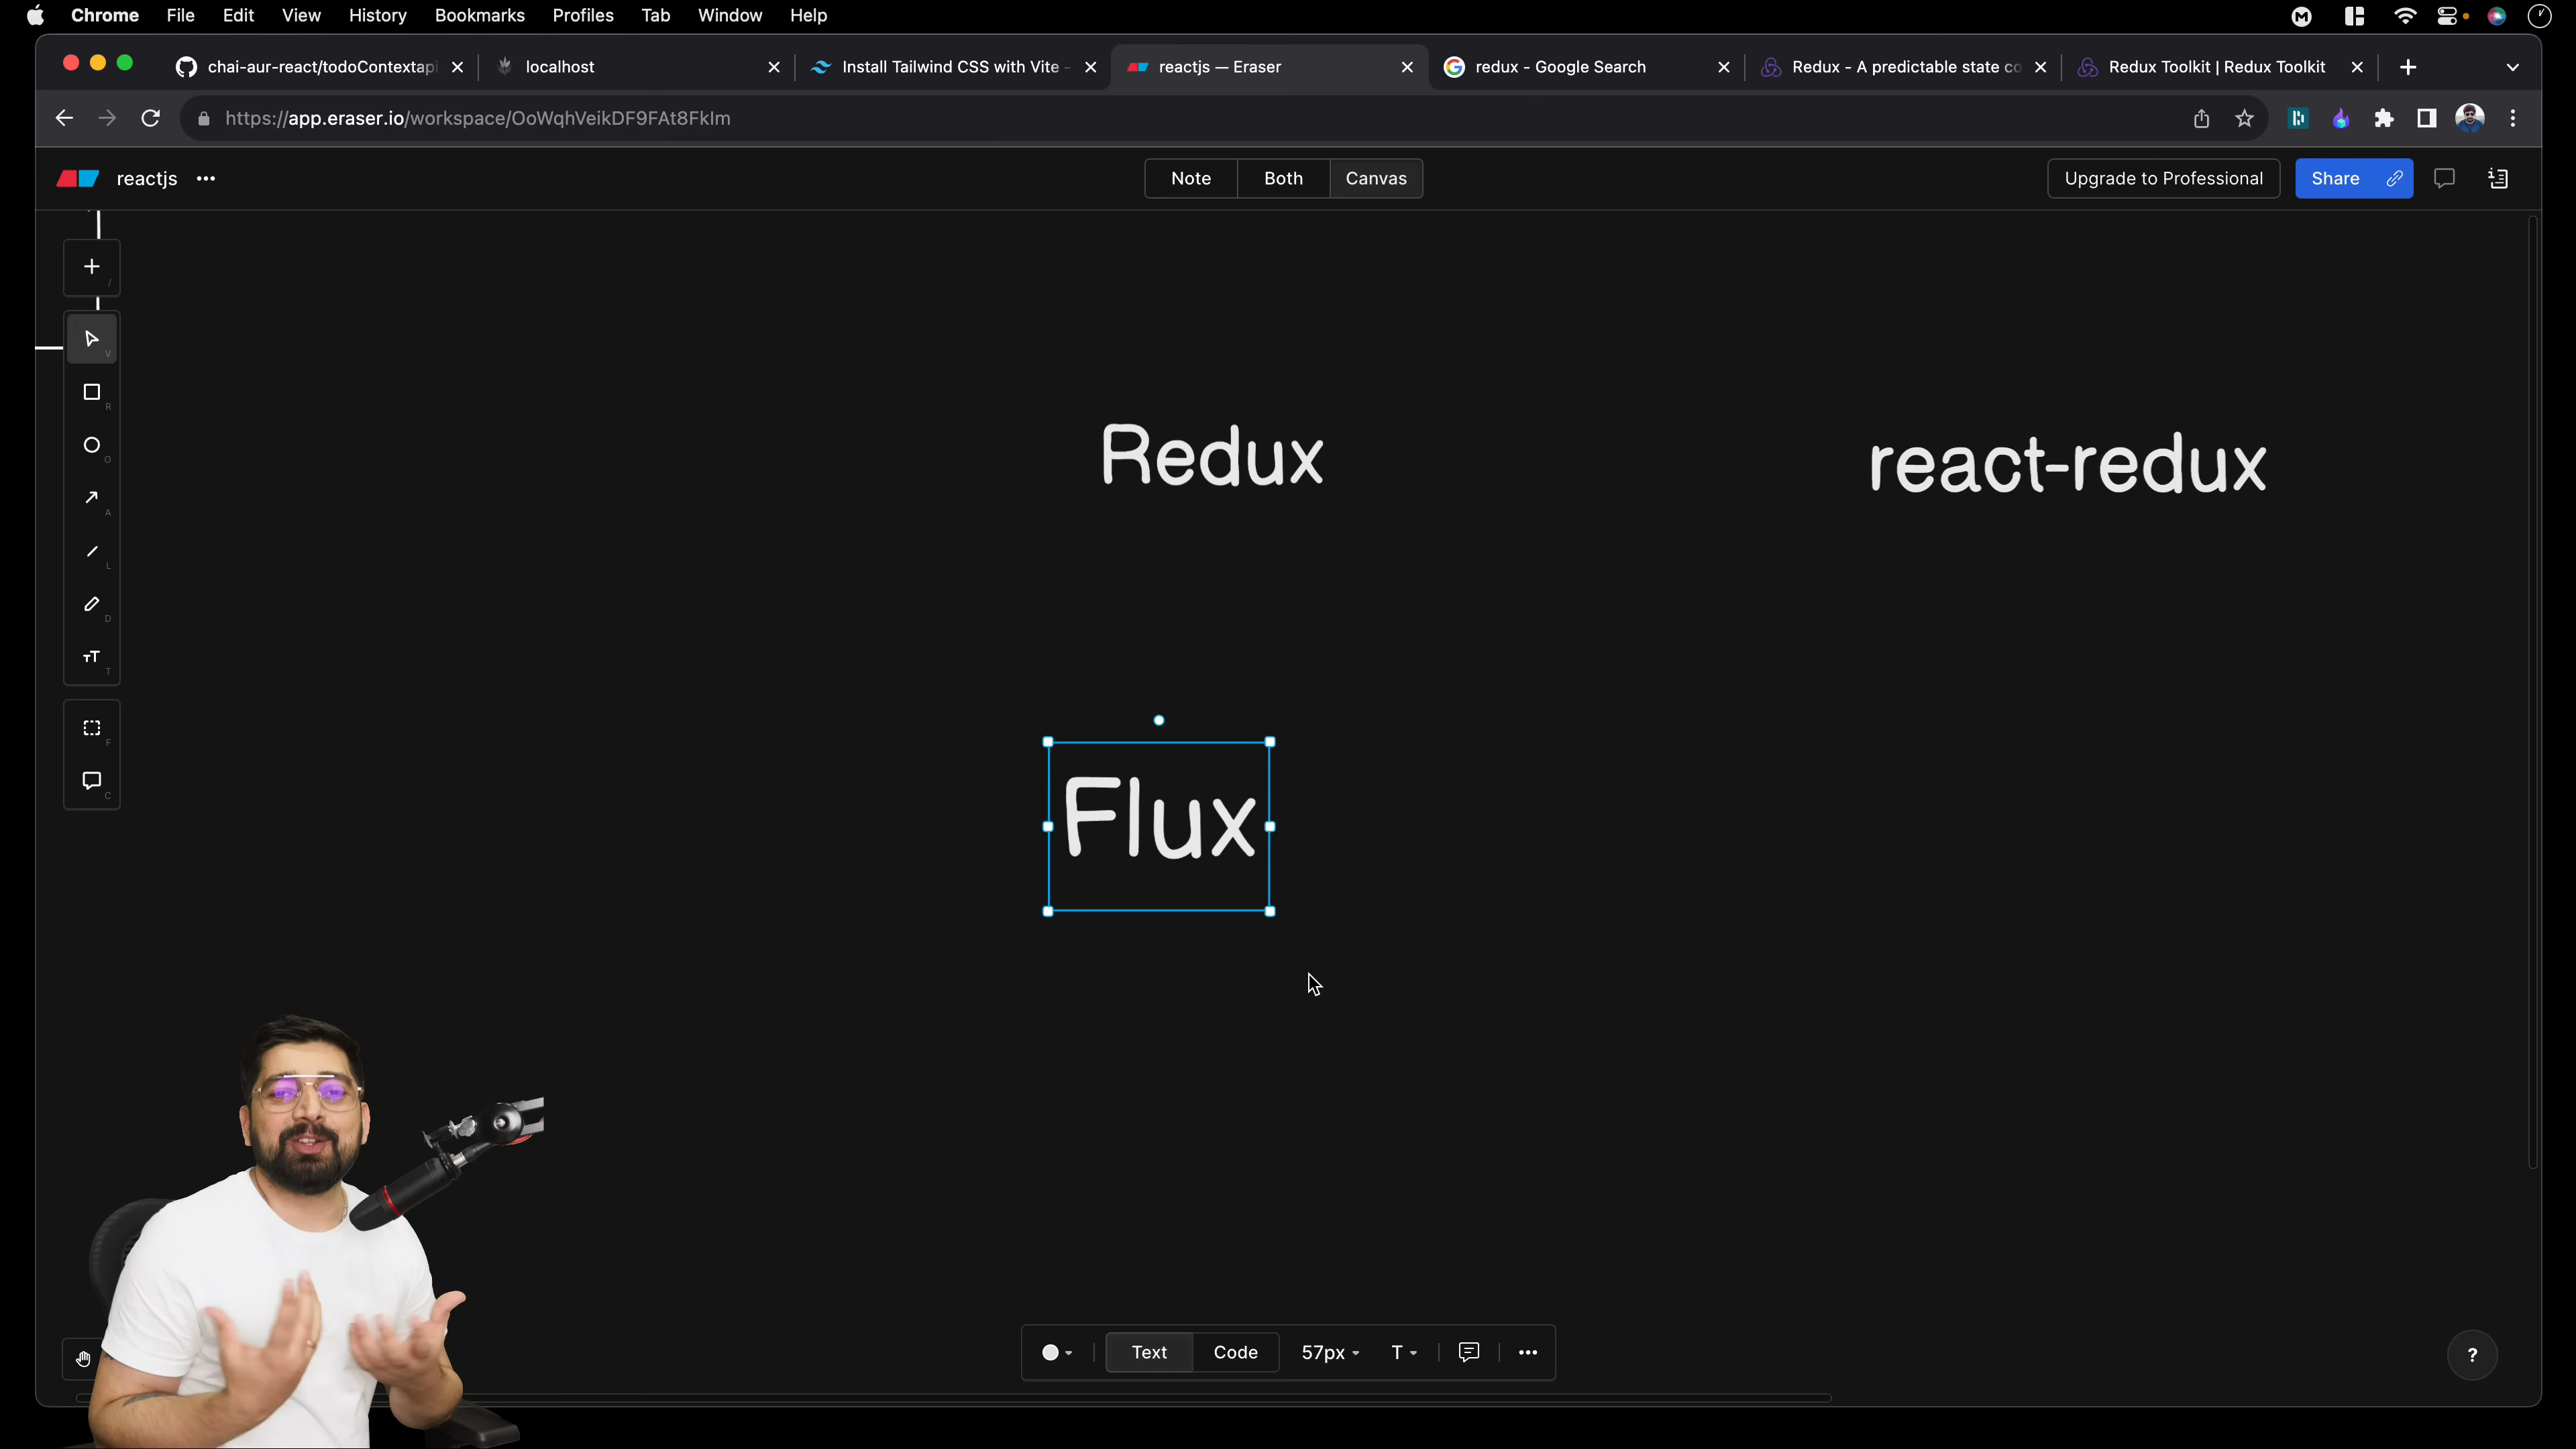 Chrome File Edit View History Bookmarks Profiles Tab Window Help
chai-aur-react/todoContextapi
localhost
Install Tailwind CSS with Vite -
reactjs — Eraser
redux - Google Search
Redux - A predictable state co
Redux Toolkit | Redux Toolkit
https://app.eraser.io/workspace/OoWqhVeikDF9FAt8FkIm
reactjs
Note Both Canvas
Upgrade to Professional
Share
/
V
R
O
A
L
D
T
F
C
Redux
react-redux
Flux
Text Code 57px T
?